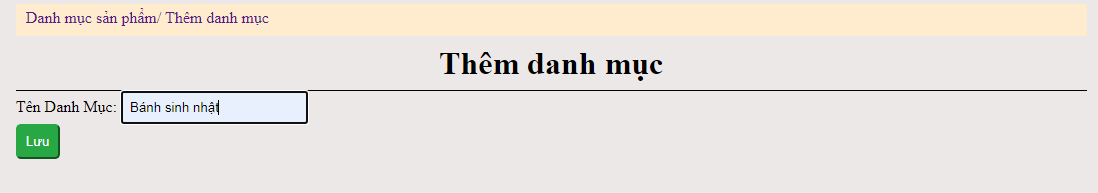 Danh mục sản phẩm/ Thêm danh mục
Thêm danh mục
Tên Danh Mục: Bánh sinh nhật
Lưu